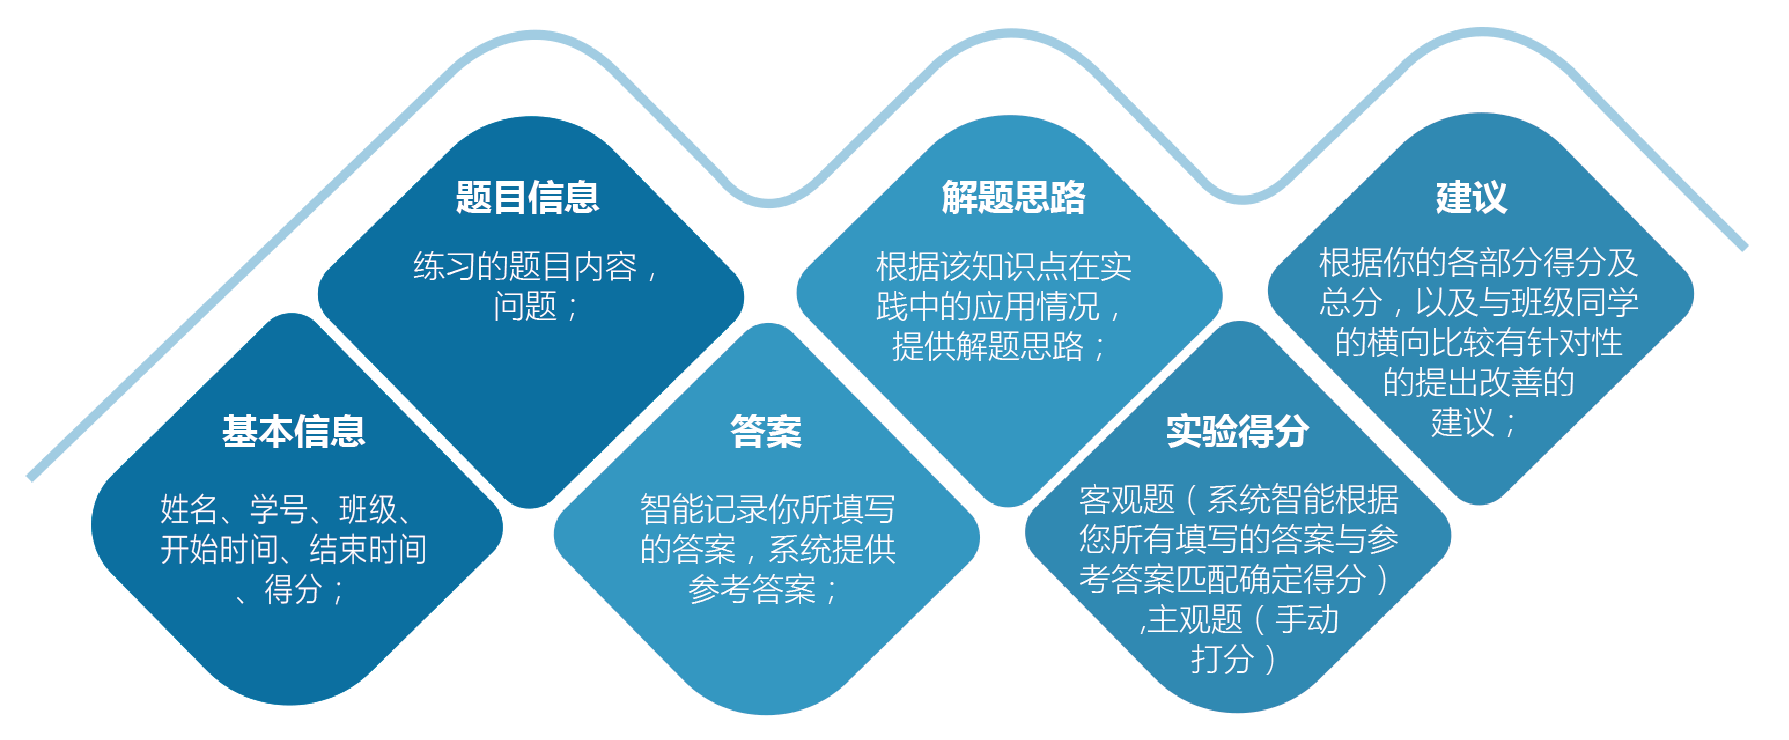 基本信息
姓名、学号、班级、
开始时间、结束时间
、得分；
题目信息
练习的题目内容，
问题；
答案
智能记录你所填写
的答案，系统提供
参考答案；
解题思路
根据该知识点在实
践中的应用情况，
提供解题思路；
实验得分
客观题（系统智能根据
您所有填写的答案与参
考答案匹配确定得分）
,主观题（手动
打分）
建议
根据你的各部分得分及
总分，以及与班级同学
的横向比较有针对性
的提出改善的
建议；